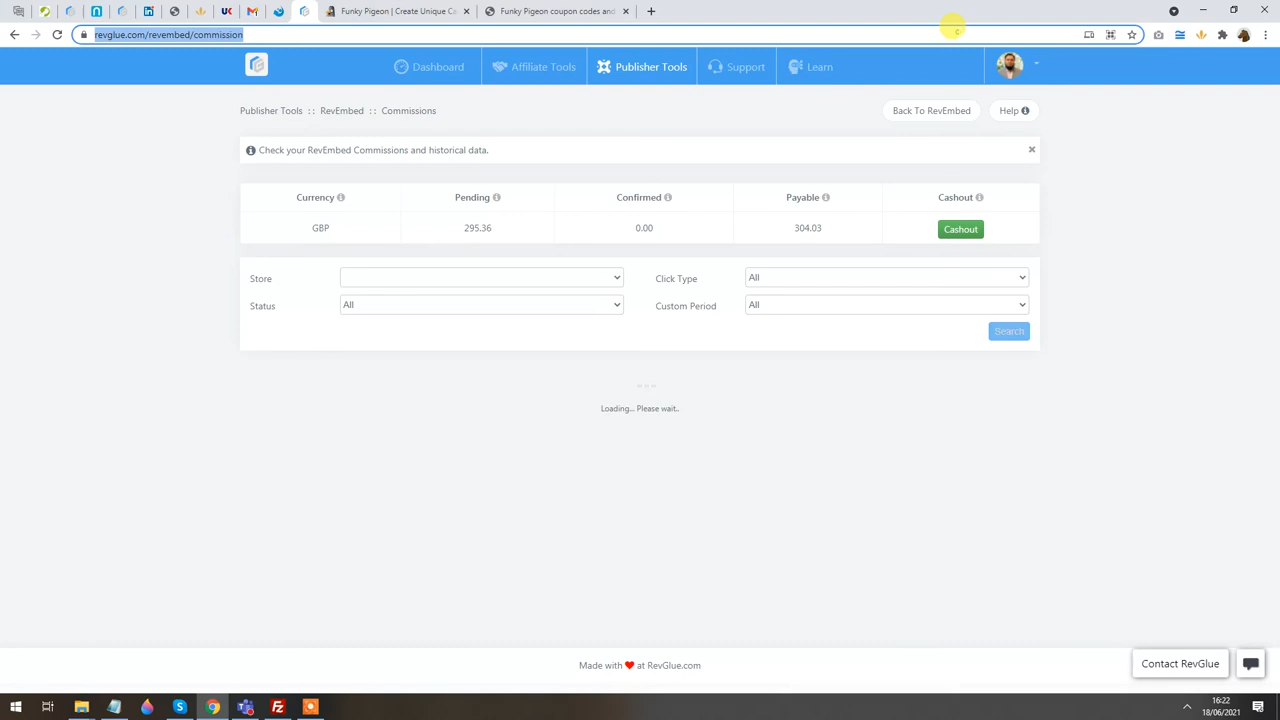 Funky Pigeon | Create Unique Ca
Funky Pigeon coupon codes and
revglue.com/revembed/commission
Dashboard
Affiliate Tools
Publisher Tools
Support
Learn
Publisher Tools :: RevEmbed :: Commissions
Back To RevEmbed
Help
Check your RevEmbed Commissions and historical data.
Currency Pending Confirmed Payable Cashout
GBP 295.36 0.00 304.03 Cashout
Store Click Type All
Status All Custom Period All
Search
Loading... Please wait..
Made with ❤ at RevGlue.com
Contact RevGlue
16:22
18/06/2021